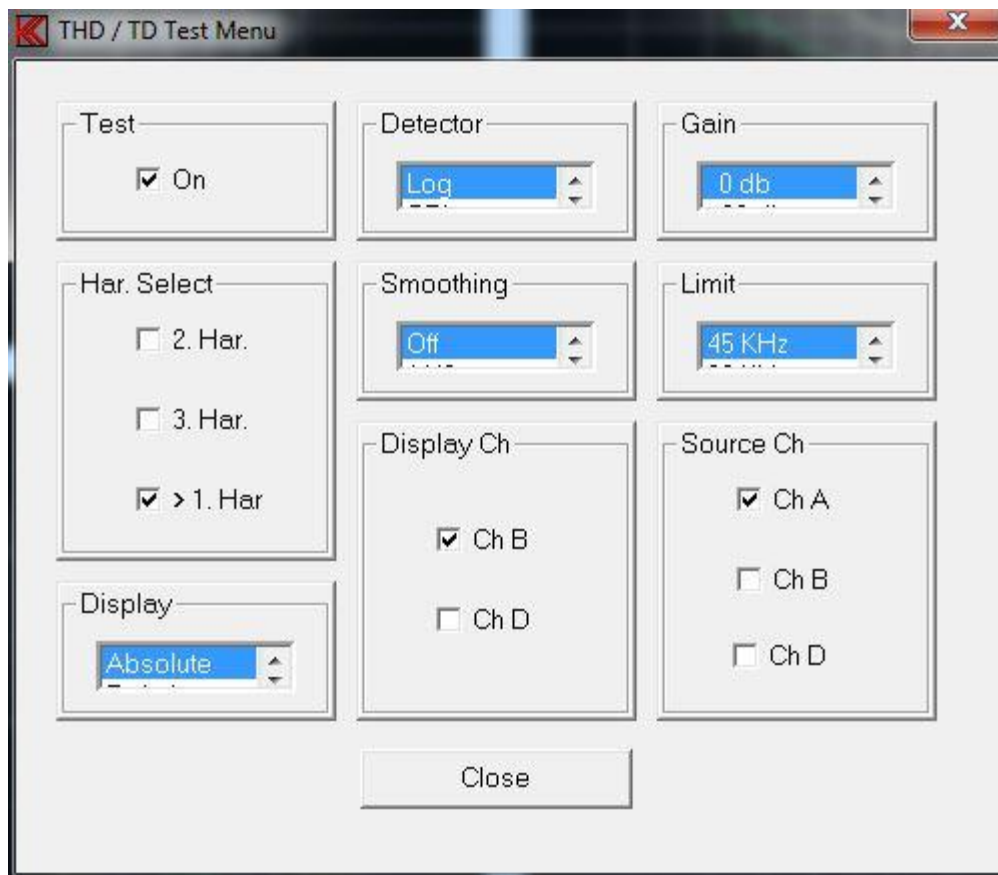 THD / TD Test Menu
Test
On
Detector
Log
Gain
0 db
Har. Select
2. Har.
3. Har.
> 1. Har
Smoothing
Off
Limit
45 KHz
Display Ch
Ch B
Ch D
Source Ch
Ch A
Ch B
Ch D
Display
Absolute
Close